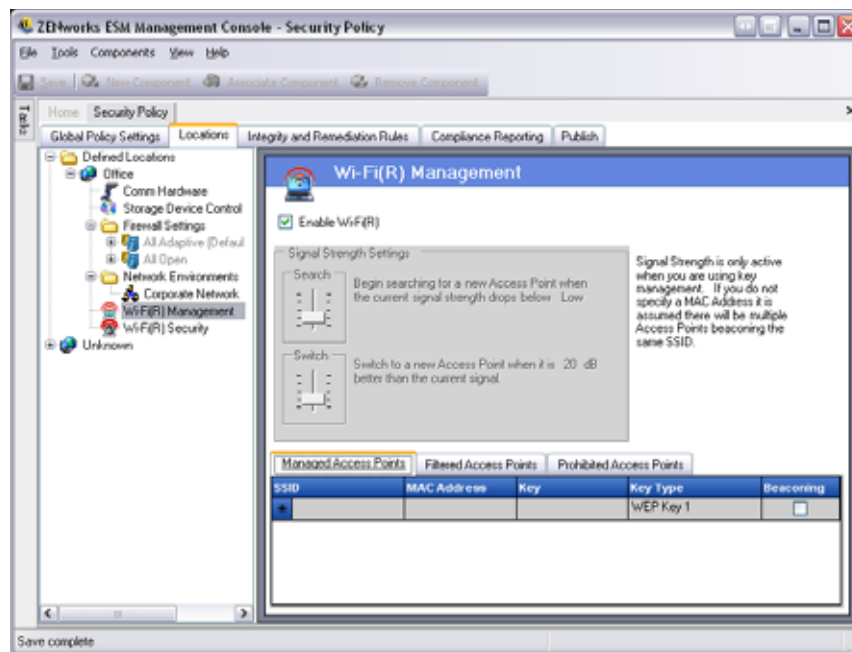 ZENworks ESM Management Console - Security Policy
File Tools Components View Help
Save New Component Associate Component Remove Component
Home Security Policy
Global Policy Settings Locations Integrity and Remediation Rules Compliance Reporting Publish
Defined Locations
Office
Comm Hardware
Storage Device Control
Firewall Settings
All Adaptive (Defaul
All Open
Network Environments
Corporate Network
Wi-Fi(R) Management
Wi-Fi(R) Security
Unknown
Wi-Fi(R) Management
Enable Wi-Fi(R)
Signal Strength Settings
Search
Begin searching for a new Access Point when
the current signal strength drops below Low
Switch
Switch to a new Access Point when it is 20 dB
better than the current signal.
Signal Strength is only active
when you are using key
management. If you do not
specify a MAC Address it is
assumed there will be multiple
Access Points beaconing the
same SSID.
Managed Access Points Filtered Access Points Prohibited Access Points
SSID MAC Address Key Key Type Beaconing
WEP Key 1
Save complete